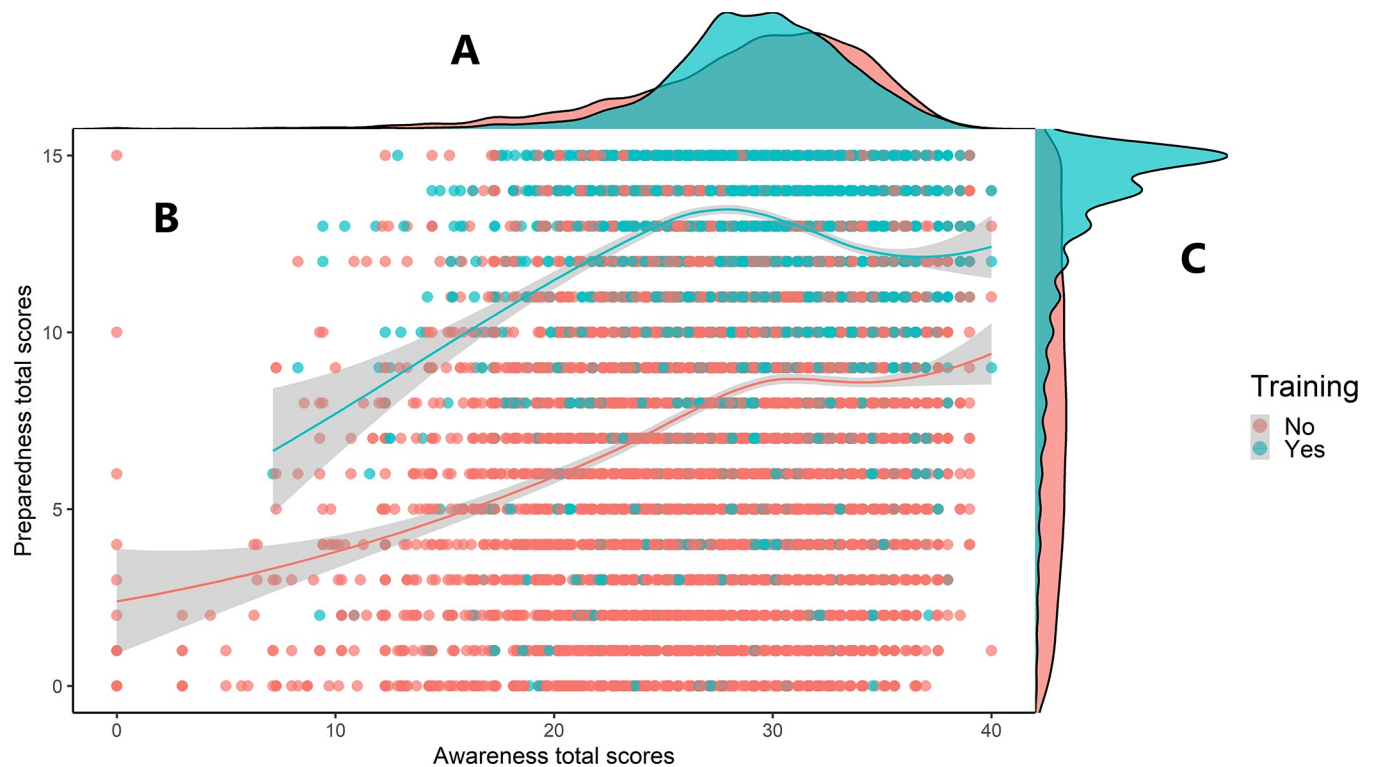 A
B
C
15
10
5
0
Preparedness total scores
0 10 20 30 40
Awareness total scores
Training
No
Yes